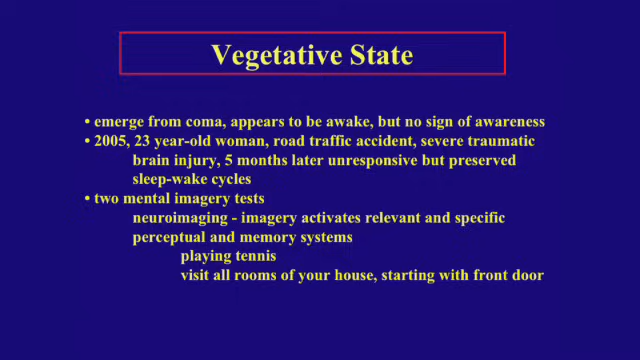 Vegetative State
• emerge from coma, appears to be awake, but no sign of awareness
• 2005, 23 year-old woman, road traffic accident, severe traumatic
brain injury, 5 months later unresponsive but preserved
sleep-wake cycles
• two mental imagery tests
neuroimaging - imagery activates relevant and specific
perceptual and memory systems
playing tennis
visit all rooms of your house, starting with front door